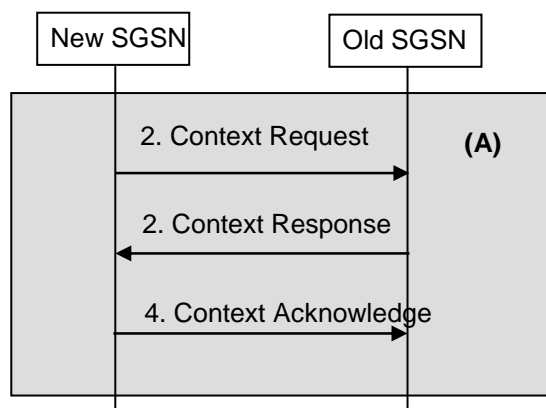 New SGSN
Old SGSN
2. Context Request
(A)
2. Context Response
4. Context Acknowledge